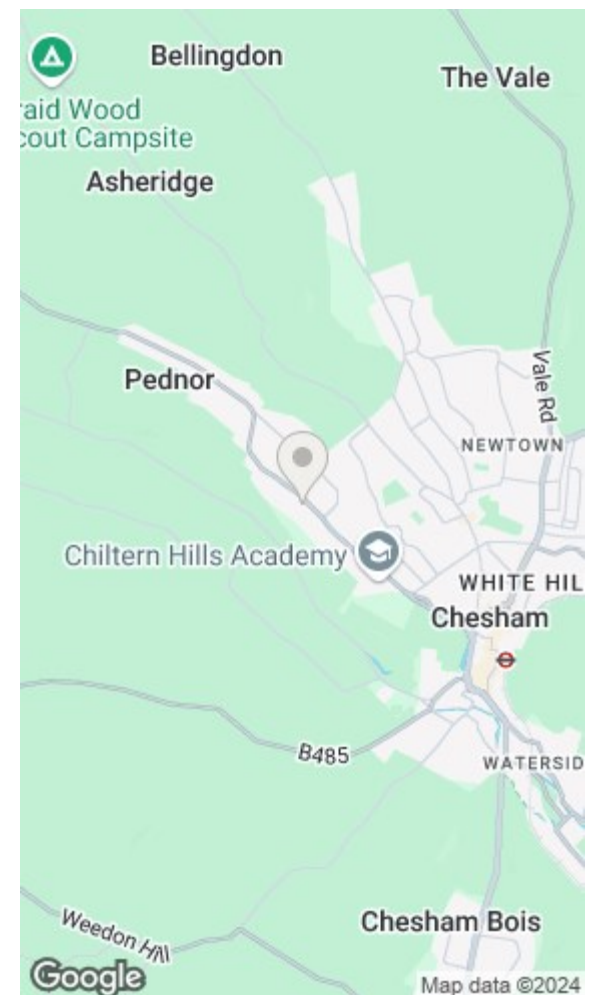 Bellingdon
The Vale
raid Wood
cout Campsite
Asheridge
Pednor
Vale Rd
NEWTOWN
Chiltern Hills Academy
WHITE HIL
Chesham
B485
WATERSID
Weedon Hill
Chesham Bois
Google
Map data ©2024